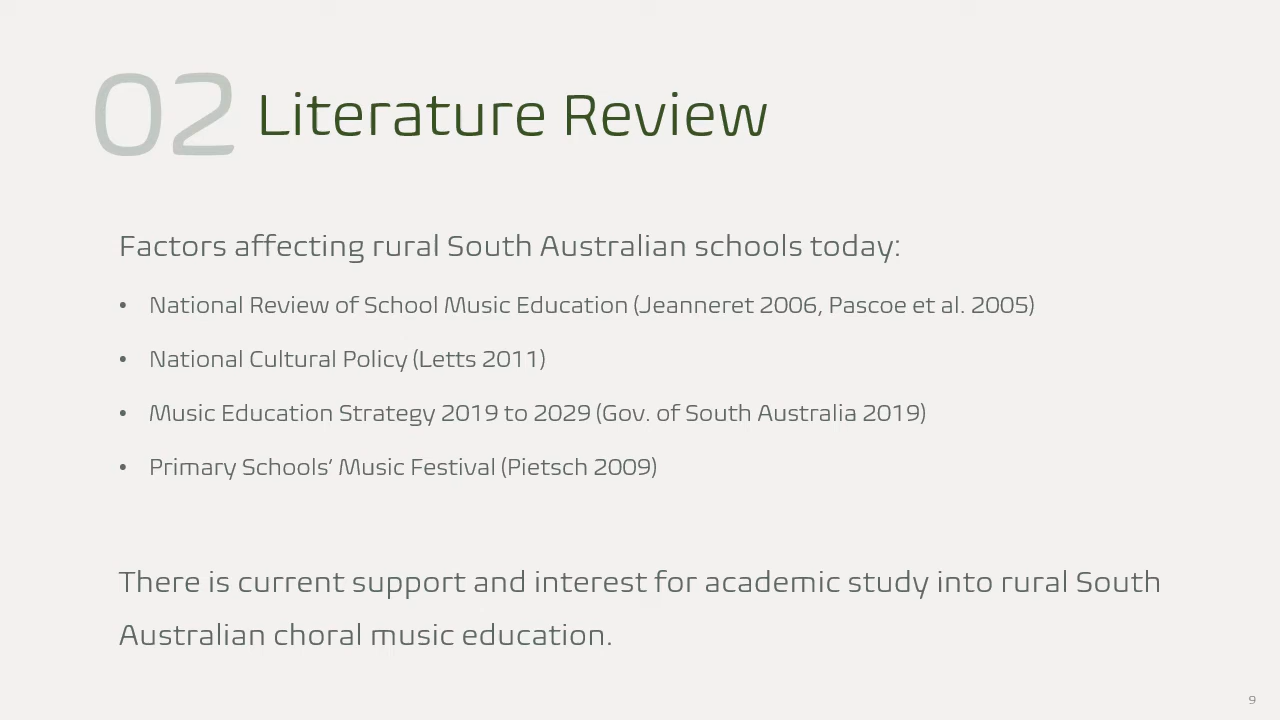 02 Literature Review
Factors affecting rural South Australian schools today:
• National Review of School Music Education (Jeanneret 2006, Pascoe et al. 2005)
• National Cultural Policy (Letts 2011)
• Music Education Strategy 2019 to 2029 (Gov. of South Australia 2019)
• Primary Schools‘ Music Festival (Pietsch 2009)
There is current support and interest for academic study into rural South
Australian choral music education.
9